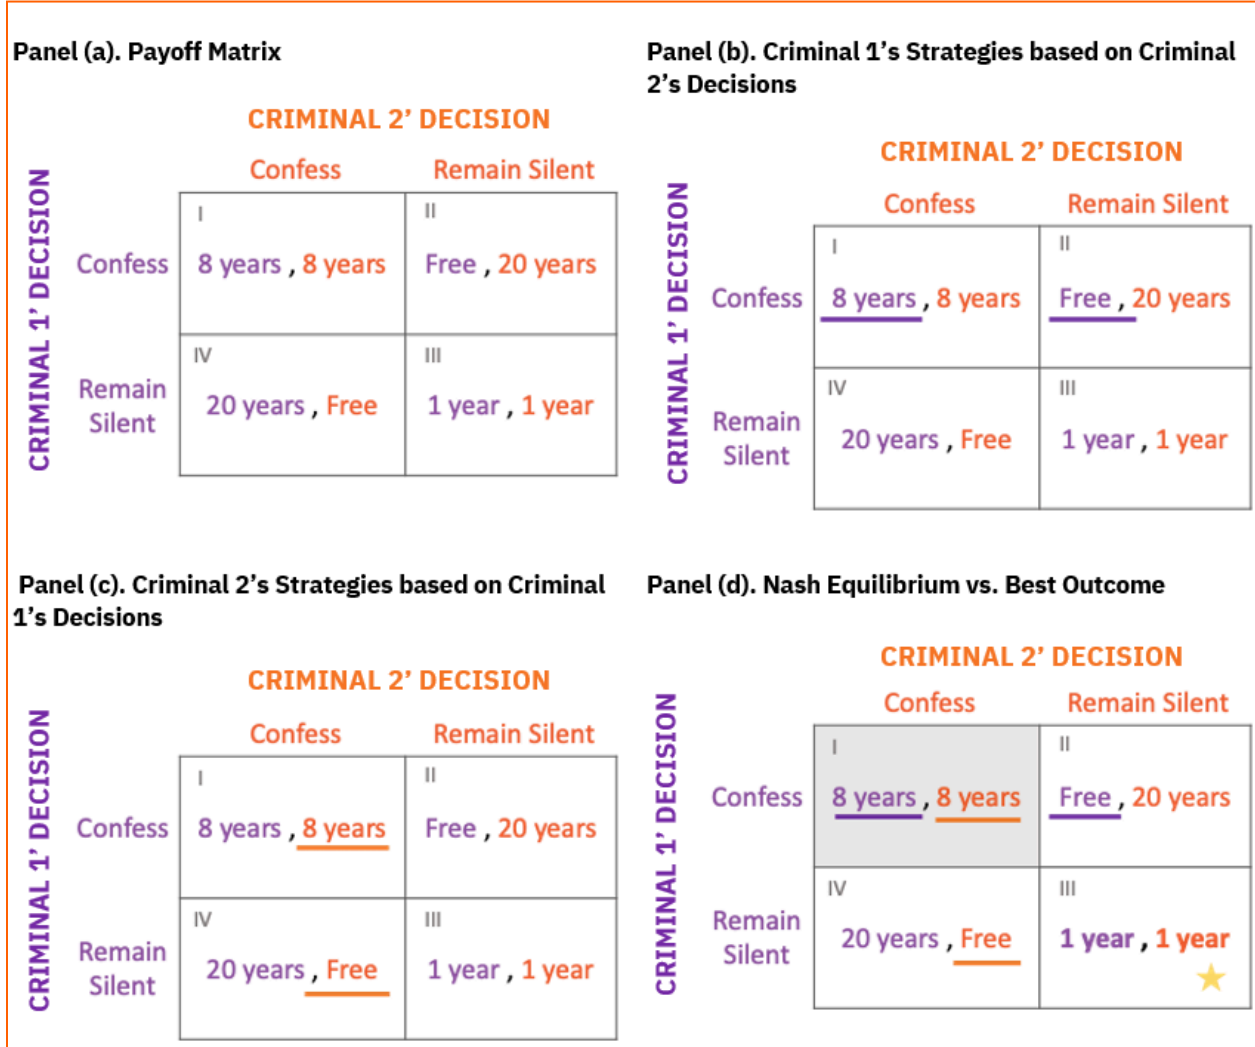 Panel (a). Payoff Matrix
CRIMINAL 2' DECISION
Confess Remain Silent
CRIMINAL 1' DECISION
I II
Confess 8 years , 8 years Free , 20 years
IV III
Remain
Silent 20 years , Free 1 year , 1 year
Panel (b). Criminal 1’s Strategies based on Criminal
2’s Decisions
CRIMINAL 2' DECISION
Confess Remain Silent
CRIMINAL 1' DECISION
I II
Confess 8 years , 8 years Free , 20 years
IV III
Remain
Silent 20 years , Free 1 year , 1 year
Panel (c). Criminal 2’s Strategies based on Criminal
1’s Decisions
CRIMINAL 2' DECISION
Confess Remain Silent
CRIMINAL 1' DECISION
I II
Confess 8 years , 8 years Free , 20 years
IV III
Remain
Silent 20 years , Free 1 year , 1 year
Panel (d). Nash Equilibrium vs. Best Outcome
CRIMINAL 2' DECISION
Confess Remain Silent
CRIMINAL 1' DECISION
I II
Confess 8 years , 8 years Free , 20 years
IV III
Remain
Silent 20 years , Free 1 year , 1 year